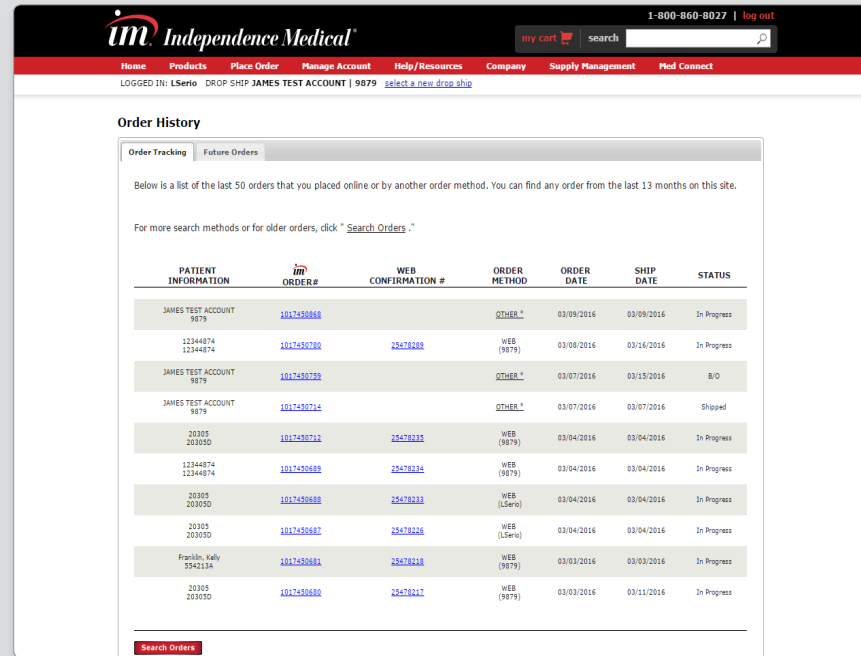 1-800-860-8027 | log out
im. Independence Medical®
my cart search
Home Products Place Order Manage Account Help/Resources Company Supply Management Med Connect
LOGGED IN: LSerio DROP SHIP JAMES TEST ACCOUNT | 9879 select a new drop ship
Order History
Order Tracking Future Orders
Below is a list of the last 50 orders that you placed online or by another order method. You can find any order from the last 13 months on this site.
For more search methods or for older orders, click " Search Orders ."
PATIENT im WEB ORDER ORDER SHIP STATUS
INFORMATION ORDER# CONFIRMATION # METHOD DATE DATE
JAMES TEST ACCOUNT 1017450868 OTHER * 03/09/2016 03/09/2016 In Progress
9879
12344874 1017450780 25478289 WEB 03/08/2016 03/16/2016 In Progress
12344874 (9879)
JAMES TEST ACCOUNT 1017450759 OTHER * 03/07/2016 03/15/2016 B/O
9879
JAMES TEST ACCOUNT 1017450714 OTHER * 03/07/2016 03/07/2016 Shipped
9879
20305 1017450712 25478235 WEB 03/04/2016 03/04/2016 In Progress
20305D (9879)
12344874 1017450689 25478234 WEB 03/04/2016 03/04/2016 In Progress
12344874 (9879)
20305 1017450688 25478233 WEB 03/04/2016 03/04/2016 In Progress
20305D (LSerio)
20305 1017450687 25478226 WEB 03/04/2016 03/04/2016 In Progress
20305D (LSerio)
Franklin, Kelly 1017450681 25478218 WEB 03/03/2016 03/03/2016 In Progress
554213A (9879)
20305 1017450680 25478217 WEB 03/03/2016 03/11/2016 In Progress
20305D (9879)
Search Orders